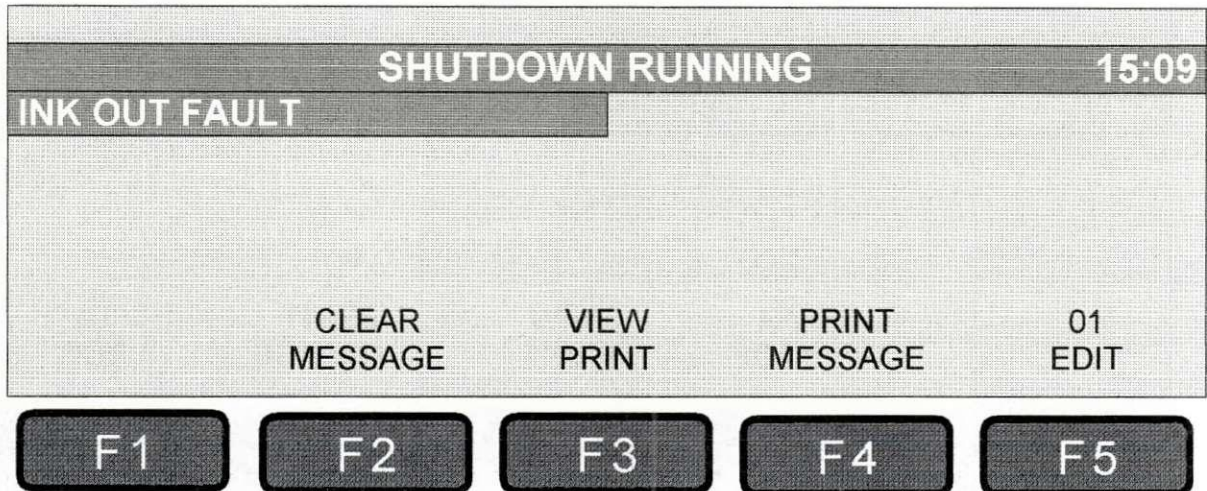 SHUTDOWN RUNNING 15:09
INK OUT FAULT
CLEAR VIEW PRINT 01
MESSAGE PRINT MESSAGE EDIT
F1 F2 F3 F4 F5